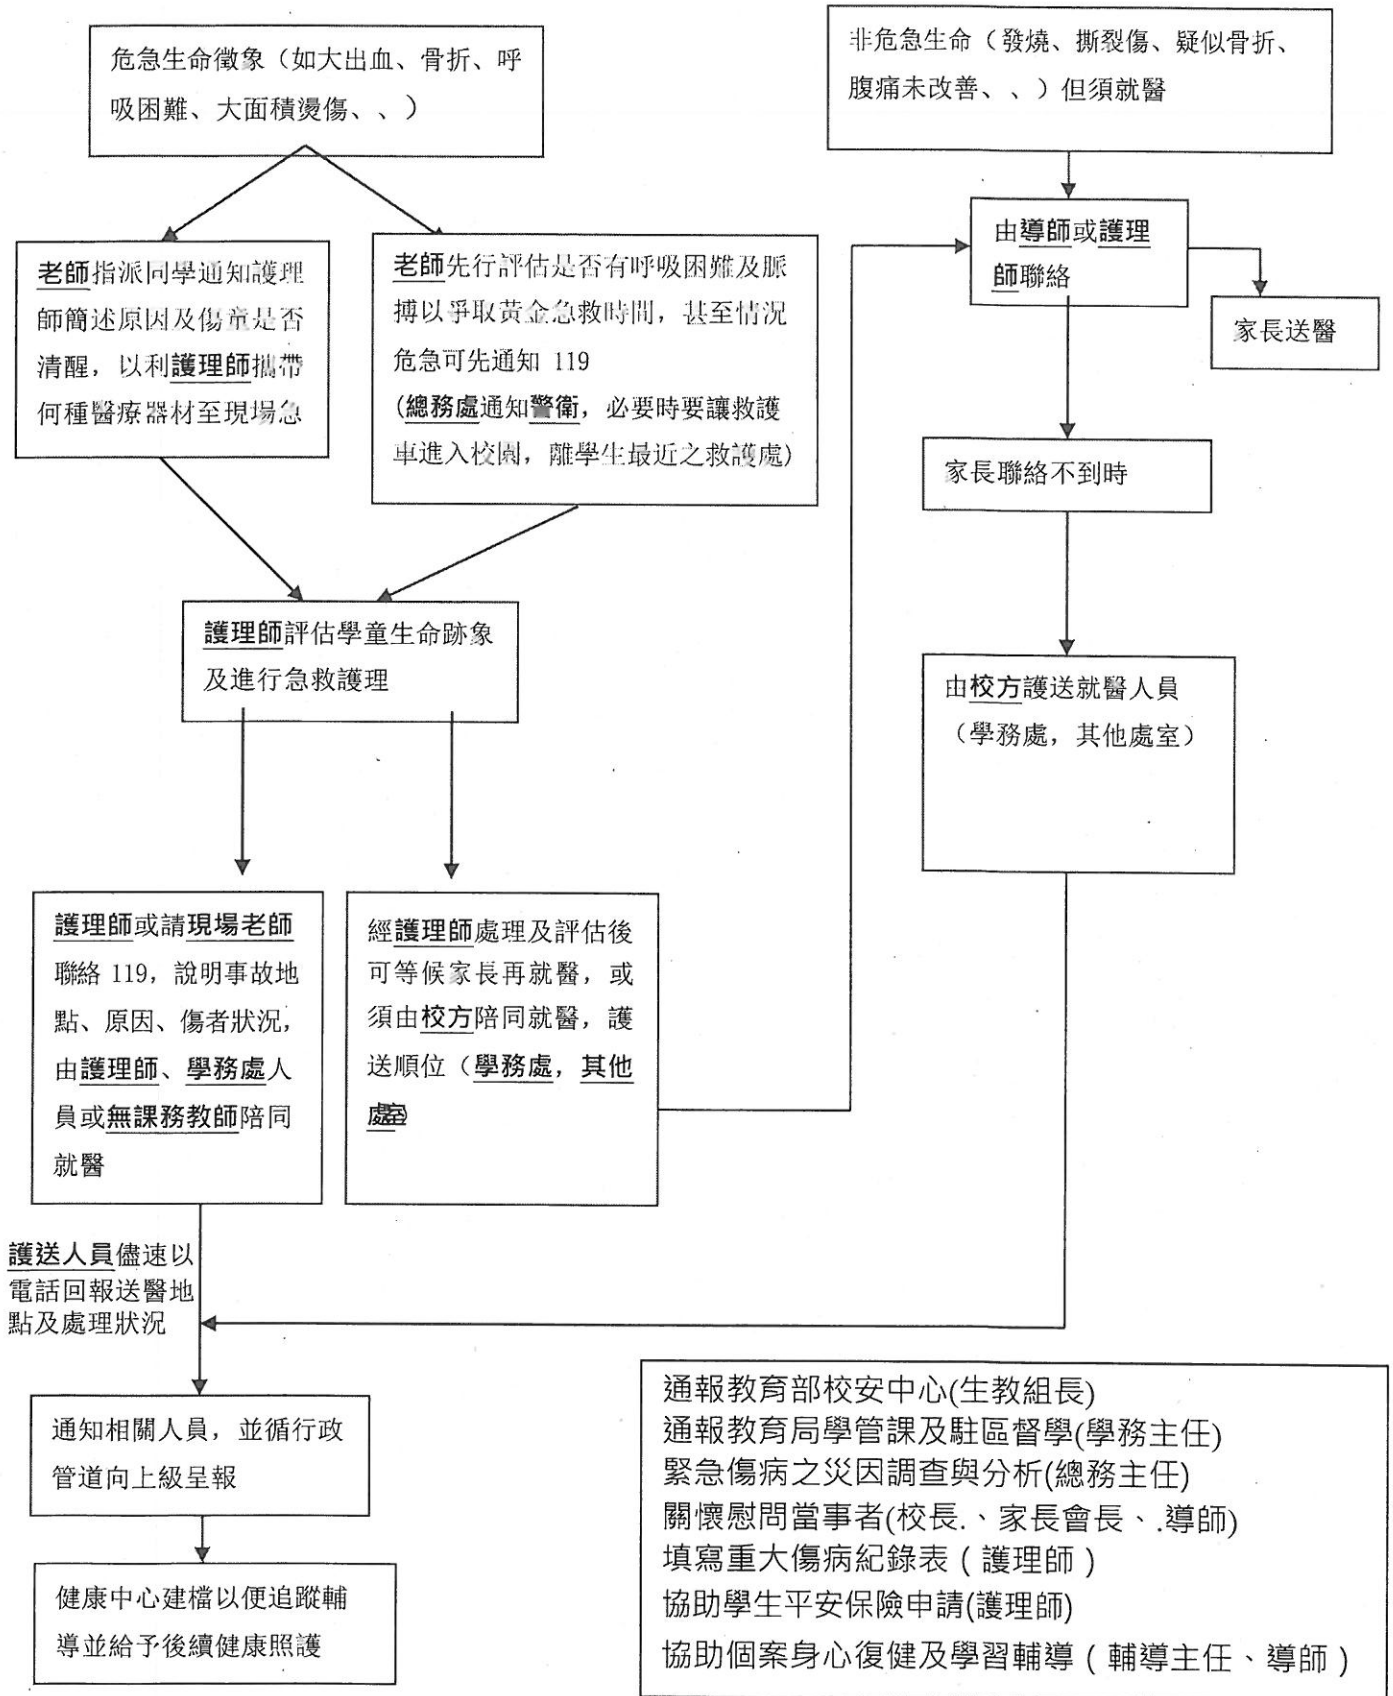 危急生命徵象（如大出血、骨折、呼
吸困難、大面積燙傷、、）
非危急生命（發燒、撕裂傷、疑似骨折、
腹痛未改善、、）但須就醫
老師指派同學通知護理
師簡述原因及傷童是否
清醒，以利護理師攜帶
何種醫療器材至現場急
老師先行評估是否有呼吸困難及脈
搏以爭取黃金急救時間，甚至情況
危急可先通知 119
(總務處通知警衛，必要時要讓救護
車進入校園，離學生最近之救護處)
由導師或護理
師聯絡
家長送醫
家長聯絡不到時
護理師評估學童生命跡象
及進行急救護理
由校方護送就醫人員
（學務處，其他處室）
護理師或請現場老師
聯絡 119，說明事故地
點、原因、傷者狀況，
由護理師、學務處人
員或無課務教師陪同
就醫
經護理師處理及評估後
可等候家長再就醫，或
須由校方陪同就醫，護
送順位（學務處，其他
處室）
護送人員儘速以
電話回報送醫地
點及處理狀況
通知相關人員，並循行政
管道向上級呈報
健康中心建檔以便追蹤輔
導並給予後續健康照護
通報教育部校安中心(生教組長)
通報教育局學管課及駐區督學(學務主任)
緊急傷病之災因調查與分析(總務主任)
關懷慰問當事者(校長.、家長會長、.導師)
填寫重大傷病紀錄表（護理師）
協助學生平安保險申請(護理師)
協助個案身心復健及學習輔導（輔導主任、導師）